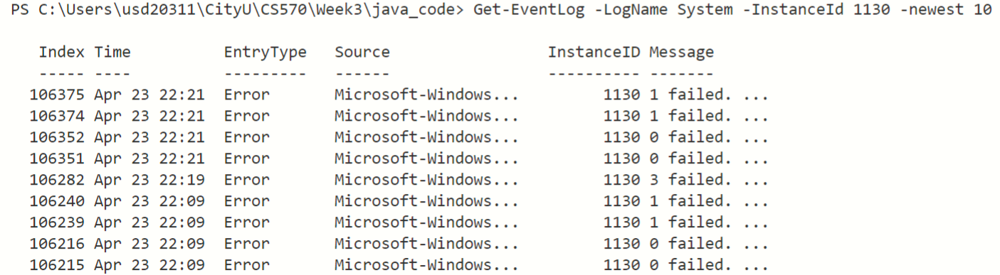 PS C:\Users\usd20311\CityU\CS570\Week3\java_code> Get-EventLog -LogName System -InstanceId 1130 -newest 10
Index Time EntryType Source InstanceID Message
----- ---- --------- ------ ---------- -------
106375 Apr 23 22:21 Error Microsoft-Windows... 1130 1 failed. ...
106374 Apr 23 22:21 Error Microsoft-Windows... 1130 1 failed. ...
106352 Apr 23 22:21 Error Microsoft-Windows... 1130 0 failed. ...
106351 Apr 23 22:21 Error Microsoft-Windows... 1130 0 failed. ...
106282 Apr 23 22:19 Error Microsoft-Windows... 1130 3 failed. ...
106240 Apr 23 22:09 Error Microsoft-Windows... 1130 1 failed. ...
106239 Apr 23 22:09 Error Microsoft-Windows... 1130 1 failed. ...
106216 Apr 23 22:09 Error Microsoft-Windows... 1130 0 failed. ...
106215 Apr 23 22:09 Error Microsoft-Windows... 1130 0 failed. ...